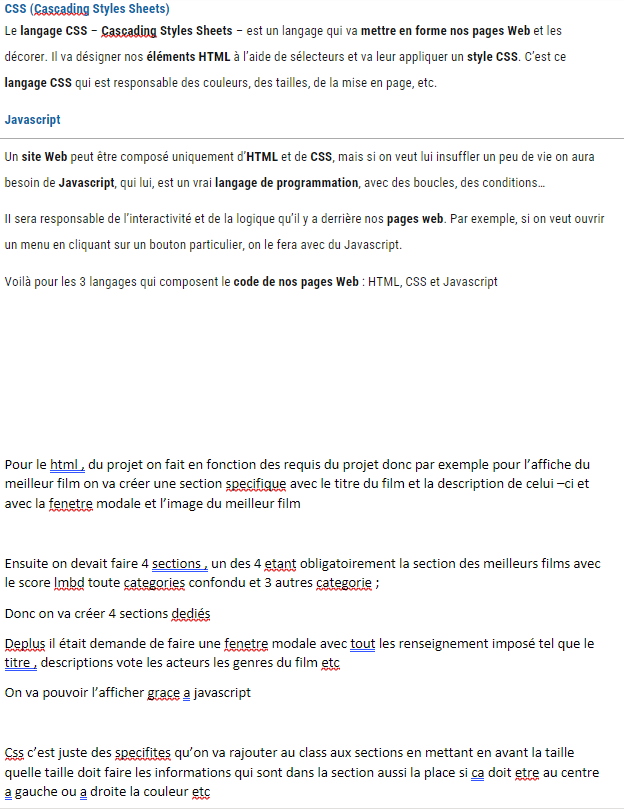 CSS (Cascading Styles Sheets)
Le langage CSS – Cascading Styles Sheets – est un langage qui va mettre en forme nos pages Web et les
décorer. Il va désigner nos éléments HTML à l'aide de sélecteurs et va leur appliquer un style CSS. C'est ce
langage CSS qui est responsable des couleurs, des tailles, de la mise en page, etc.
Javascript
Un site Web peut être composé uniquement d'HTML et de CSS, mais si on veut lui insuffler un peu de vie on aura
besoin de Javascript, qui lui, est un vrai langage de programmation, avec des boucles, des conditions…
Il sera responsable de l'interactivité et de la logique qu'il y a derrière nos pages web. Par exemple, si on veut ouvrir
un menu en cliquant sur un bouton particulier, on le fera avec du Javascript.
Voilà pour les 3 langages qui composent le code de nos pages Web : HTML, CSS et Javascript
Pour le html , du projet on fait en fonction des requis du projet donc par exemple pour l'affiche du
meilleur film on va créer une section specifique avec le titre du film et la description de celui –ci et
avec la fenetre modale et l'image du meilleur film
Ensuite on devait faire 4 sections , un des 4 etant obligatoirement la section des meilleurs films avec
le score Imbd toute categories confondu et 3 autres categorie ;
Donc on va créer 4 sections dediés
Deplus il était demande de faire une fenetre modale avec tout les renseignement imposé tel que le
titre , descriptions vote les acteurs les genres du film etc
On va pouvoir l'afficher grace a javascript
Css c'est juste des specifites qu'on va rajouter au class aux sections en mettant en avant la taille
quelle taille doit faire les informations qui sont dans la section aussi la place si ca doit etre au centre
a gauche ou a droite la couleur etc